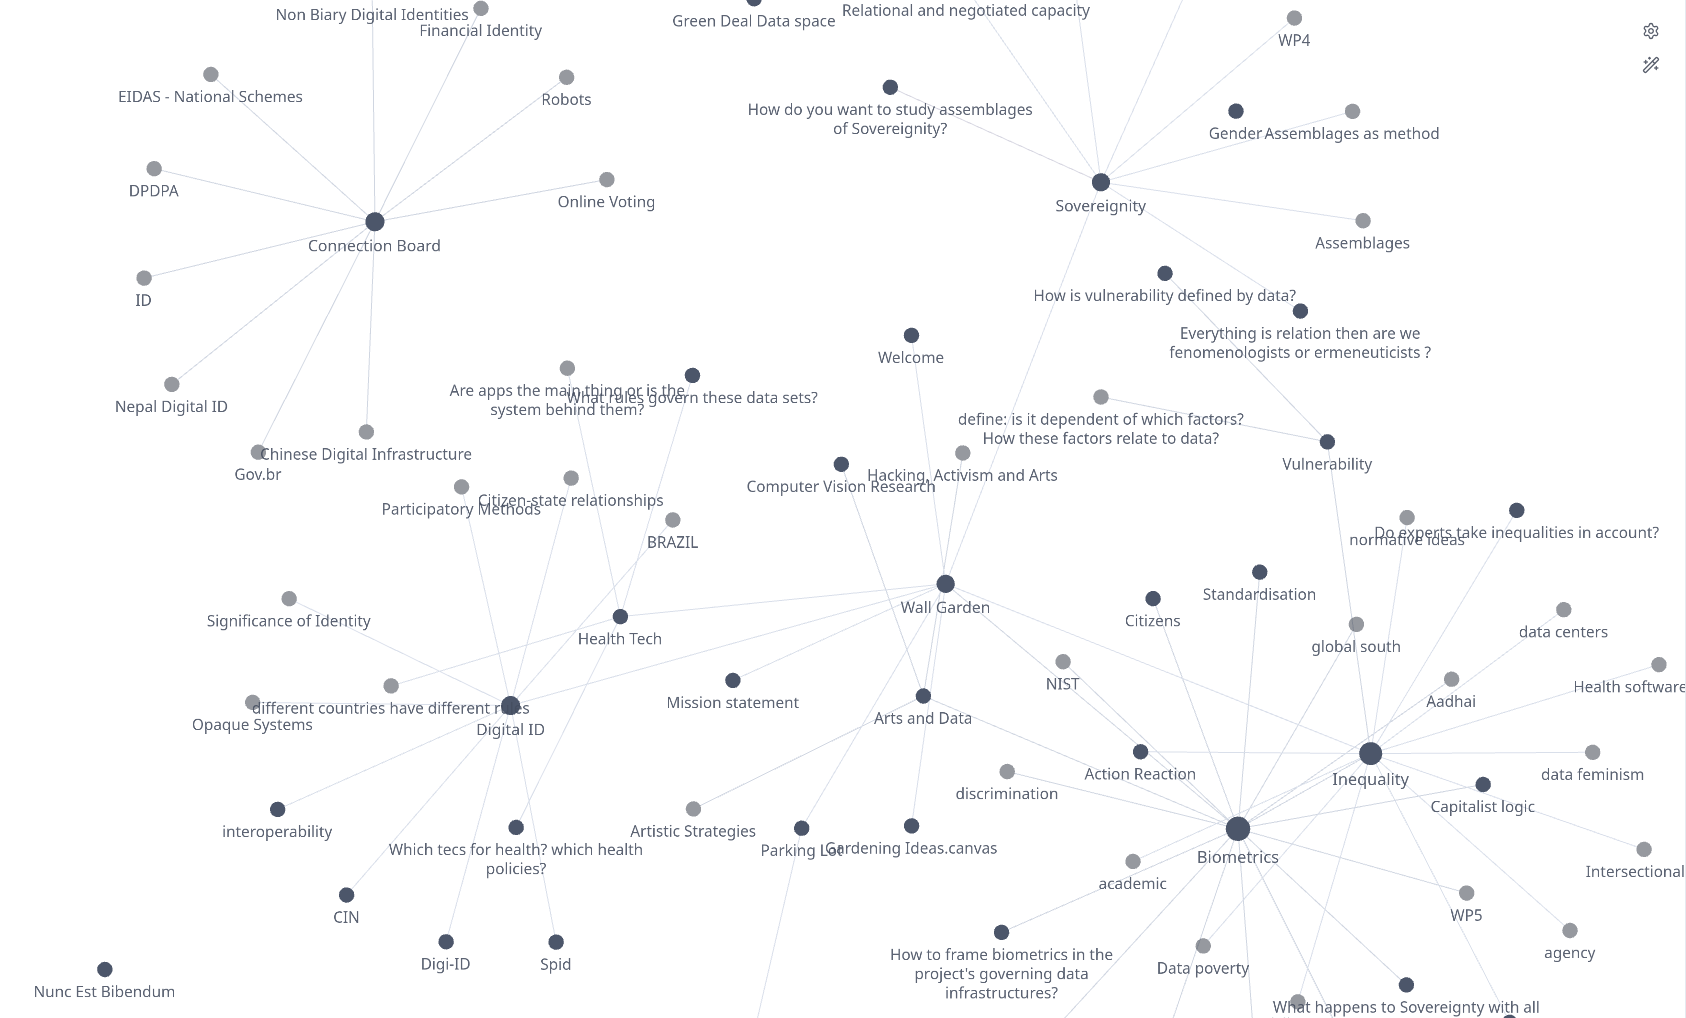 Non Biary Digital Identities
Financial Identity
Green Deal Data space
Relational and negotiated capacity
WP4
EIDAS - National Schemes
Robots
How do you want to study assemblages
of Sovereignity?
Gender
Assemblages as method
DPDPA
Online Voting
Sovereignity
Connection Board
Assemblages
ID
How is vulnerability defined by data?
Everything is relation then are we
fenomenologists or ermeneuticists ?
Welcome
Nepal Digital ID
Are apps the main thing or is the
system behind them?
What rules govern these data sets?
define: is it dependent of which factors?
How these factors relate to data?
Gov.br
Chinese Digital Infrastructure
Vulnerability
Computer Vision Research
Hacking, Activism and Arts
Participatory Methods
Citizen-state relationships
BRAZIL
normative ideas
Do experts take inequalities in account?
Standardisation
Wall Garden
Citizens
Significance of Identity
Health Tech
global south
data centers
NIST
Health software
Aadhai
Mission statement
different countries have different rules
Opaque Systems
Digital ID
Arts and Data
Action Reaction
Inequality
data feminism
discrimination
Capitalist logic
interoperability
Artistic Strategies
Parking Lot
Gardening Ideas.canvas
Which tecs for health? which health
policies?
Biometrics
Intersectional
academic
CIN
WP5
How to frame biometrics in the
project's governing data
infrastructures?
Digi-ID
Spid
Data poverty
agency
Nunc Est Bibendum
What happens to Sovereignty with all